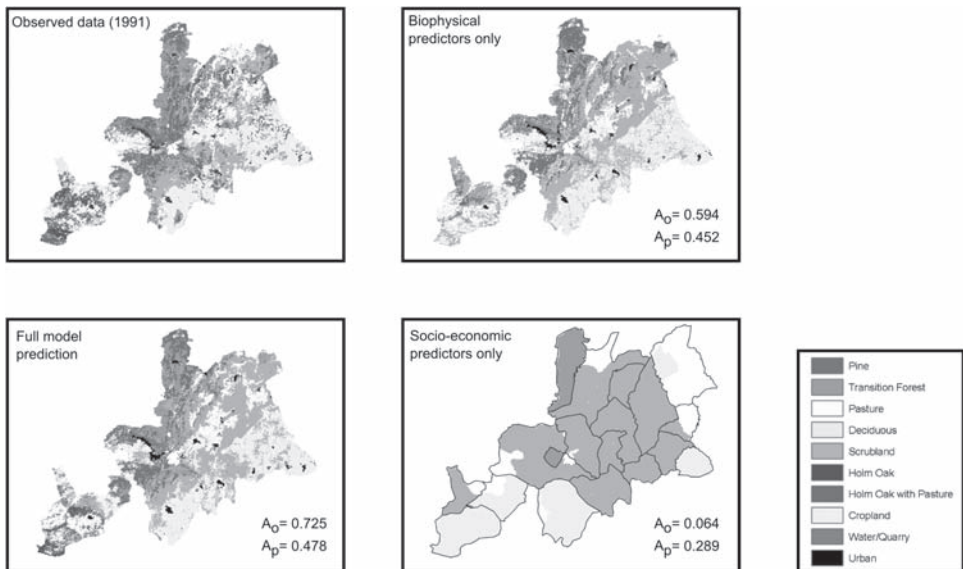 Observed data (1991)
Biophysical
predictors only
Ao= 0.594
Ap= 0.452
Full model
prediction
Ao= 0.725
Ap= 0.478
Socio-economic
predictors only
Ao= 0.064
Ap= 0.289
Pine
Transition Forest
Pasture
Deciduous
Scrubland
Holm Oak
Holm Oak with Pasture
Cropland
Water/Quarry
Urban